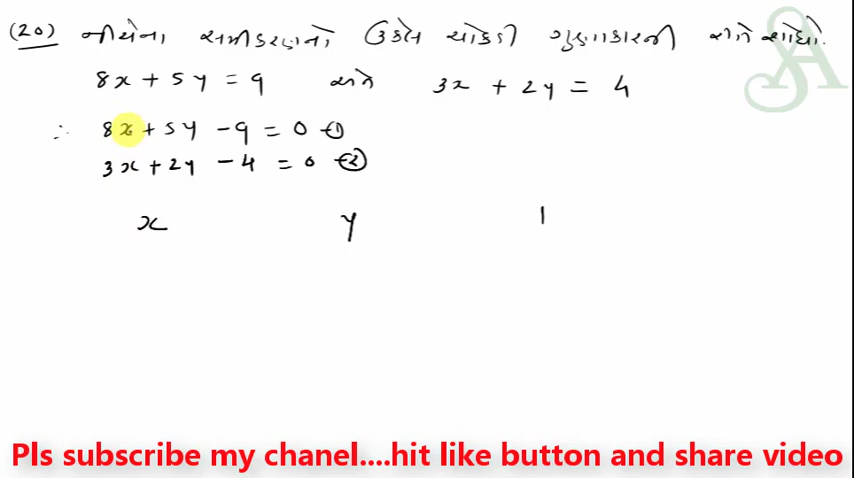 (20) નીચેના સમીકરણનો ઉકેલ ચોકડી ગુણાકારની રીતે શોધો.
8x + 5y = 9 અને 3x + 2y = 4
∴ 8x + 5y - 9 = 0 -①
3x + 2y - 4 = 0 -②
x y 1
Pls subscribe my chanel....hit like button and share video